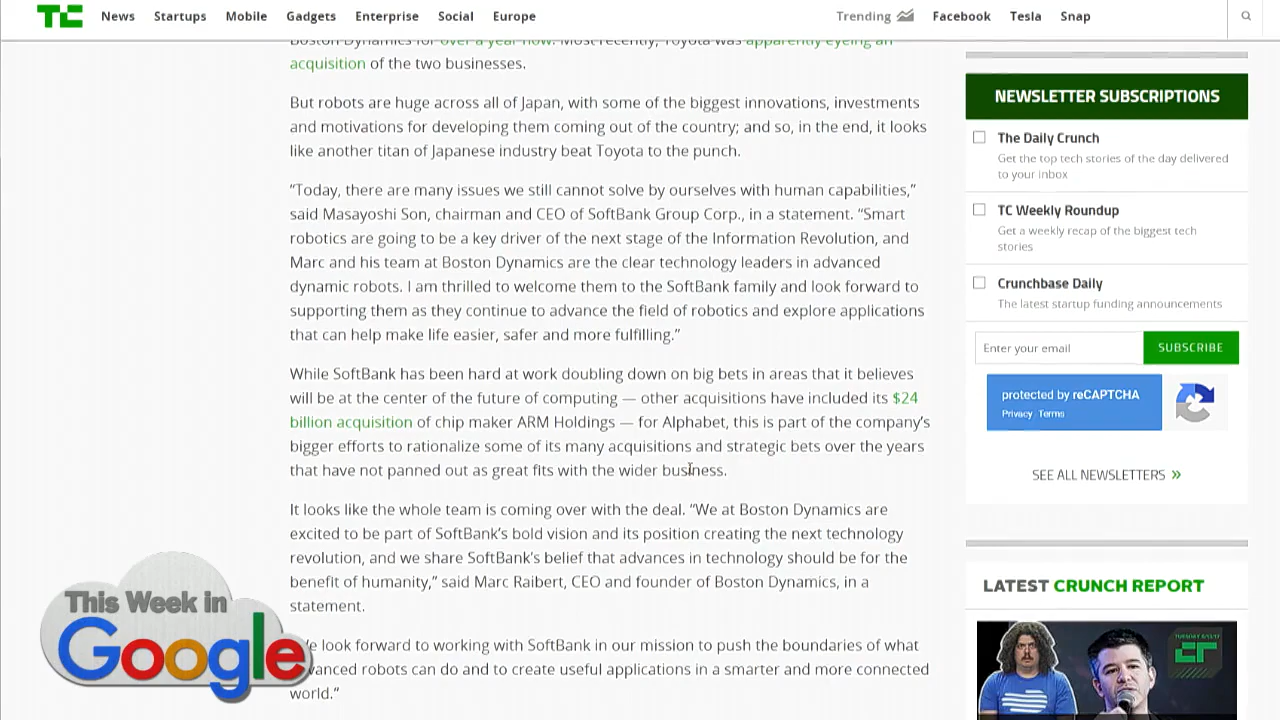 TC News Startups Mobile Gadgets Enterprise Social Europe Trending Facebook Tesla Snap
Boston Dynamics for over a year now. Most recently, Toyota was apparently eyeing an
acquisition of the two businesses.
But robots are huge across all of Japan, with some of the biggest innovations, investments
and motivations for developing them coming out of the country; and so, in the end, it looks
like another titan of Japanese industry beat Toyota to the punch.
“Today, there are many issues we still cannot solve by ourselves with human capabilities,”
said Masayoshi Son, chairman and CEO of SoftBank Group Corp., in a statement. “Smart
robotics are going to be a key driver of the next stage of the Information Revolution, and
Marc and his team at Boston Dynamics are the clear technology leaders in advanced
dynamic robots. I am thrilled to welcome them to the SoftBank family and look forward to
supporting them as they continue to advance the field of robotics and explore applications
that can help make life easier, safer and more fulfilling.”
While SoftBank has been hard at work doubling down on big bets in areas that it believes
will be at the center of the future of computing — other acquisitions have included its $24
billion acquisition of chip maker ARM Holdings — for Alphabet, this is part of the company’s
bigger efforts to rationalize some of its many acquisitions and strategic bets over the years
that have not panned out as great fits with the wider business.
It looks like the whole team is coming over with the deal. “We at Boston Dynamics are
excited to be part of SoftBank’s bold vision and its position creating the next technology
revolution, and we share SoftBank’s belief that advances in technology should be for the
benefit of humanity,” said Marc Raibert, CEO and founder of Boston Dynamics, in a
statement.
look forward to working with SoftBank in our mission to push the boundaries of what
robots can do and to create useful applications in a smarter and more connected
world.”
NEWSLETTER SUBSCRIPTIONS
The Daily Crunch
Get the top tech stories of the day delivered
to your inbox
TC Weekly Roundup
Get a weekly recap of the biggest tech
stories
Crunchbase Daily
The latest startup funding announcements
Enter your email SUBSCRIBE
protected by reCAPTCHA
Privacy Terms
SEE ALL NEWSLETTERS »
LATEST CRUNCH REPORT
CR
This Week in
Google